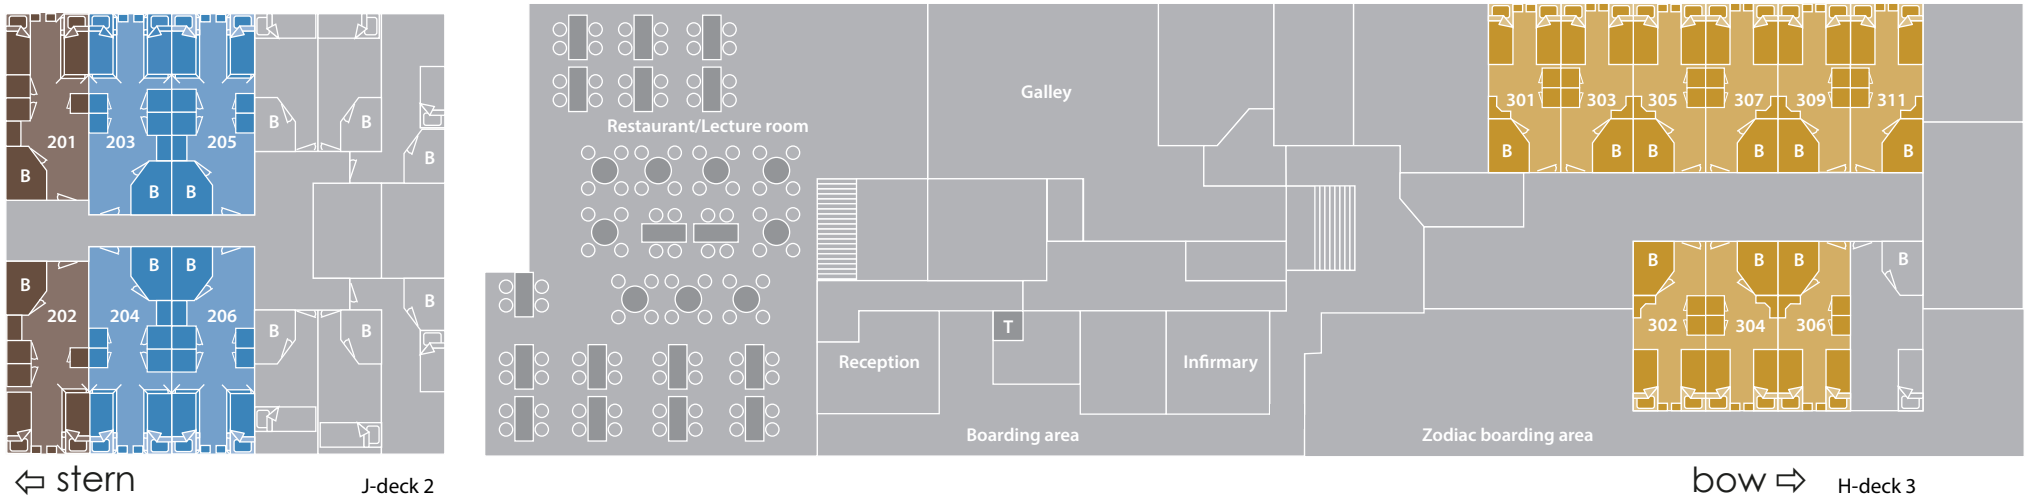 201 203 205 B B
B B B B
202 204 206 B B
B B B B
stern
J-deck 2
Galley
Restaurant/Lecture room
T
Reception
Infirmary
Boarding area
Zodiac boarding area
301 303 305 307 309 311
B B B B B B
B B B B
302 304 306
bow
H-deck 3